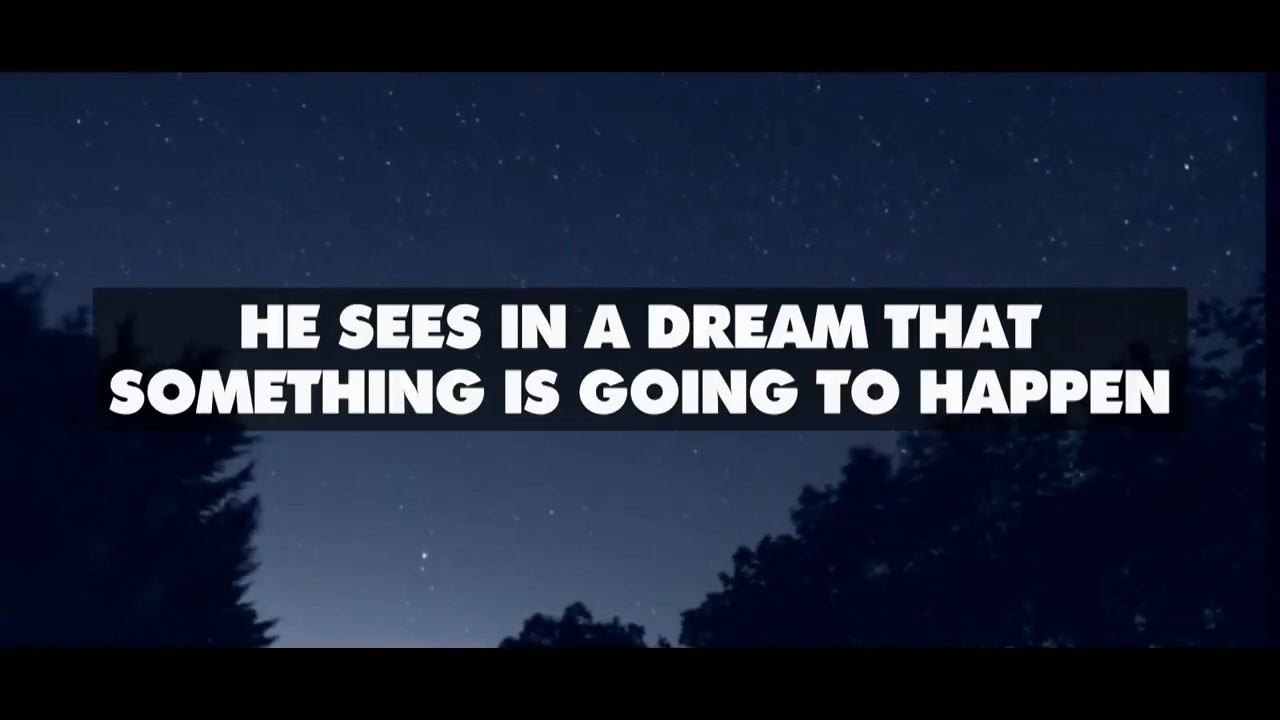 HE SEES IN A DREAM THAT
SOMETHING IS GOING TO HAPPEN